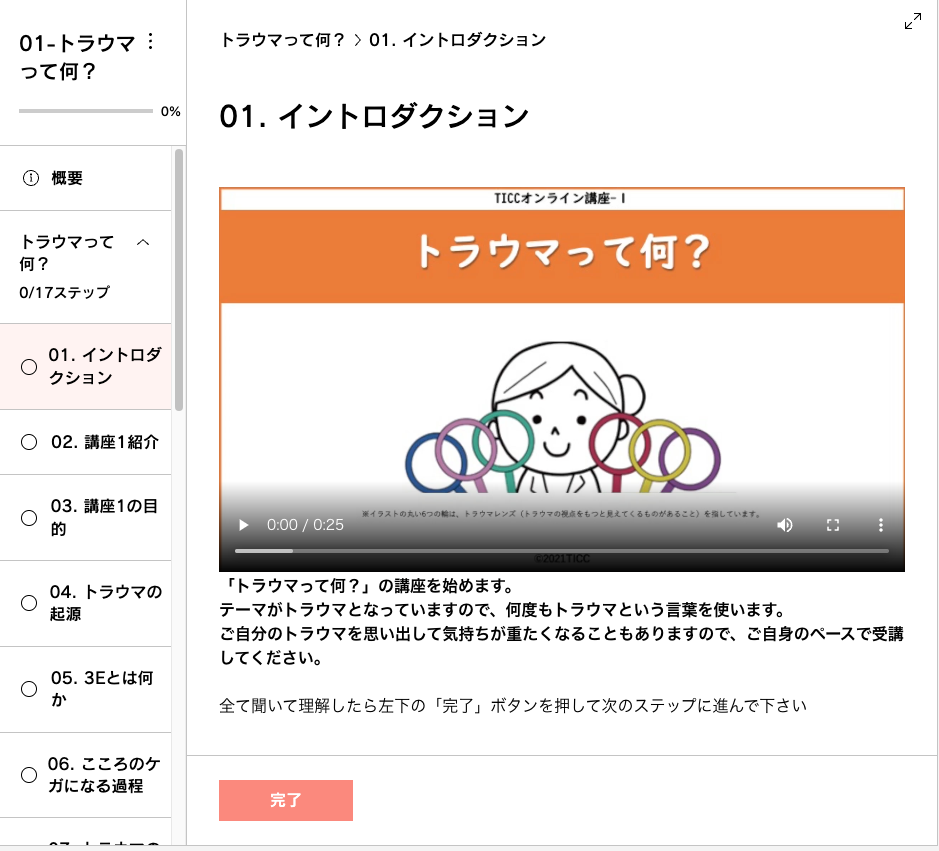 01-トラウマ
って何？
0%
概要
トラウマって
何？
0/17ステップ
01. イントロダ
クション
02. 講座1紹介
03. 講座1の目
的
04. トラウマの
起源
05. 3Eとは何
か
06. こころのケ
ガになる過程
トラウマって何？ 〉01. イントロダクション
01. イントロダクション
TICCオンライン講座-１
トラウマって何？
※イラストの丸い6つの輪は、トラウマレンズ（トラウマの視点をもつと見えてくるものがあること）を指しています。
0:00 / 0:25
©2021TICC
「トラウマって何？」の講座を始めます。
テーマがトラウマとなっていますので、何度もトラウマという言葉を使います。
ご自分のトラウマを思い出して気持ちが重たくなることもありますので、ご自身のペースで受講
してください。
全て聞いて理解したら左下の「完了」ボタンを押して次のステップに進んで下さい
完了